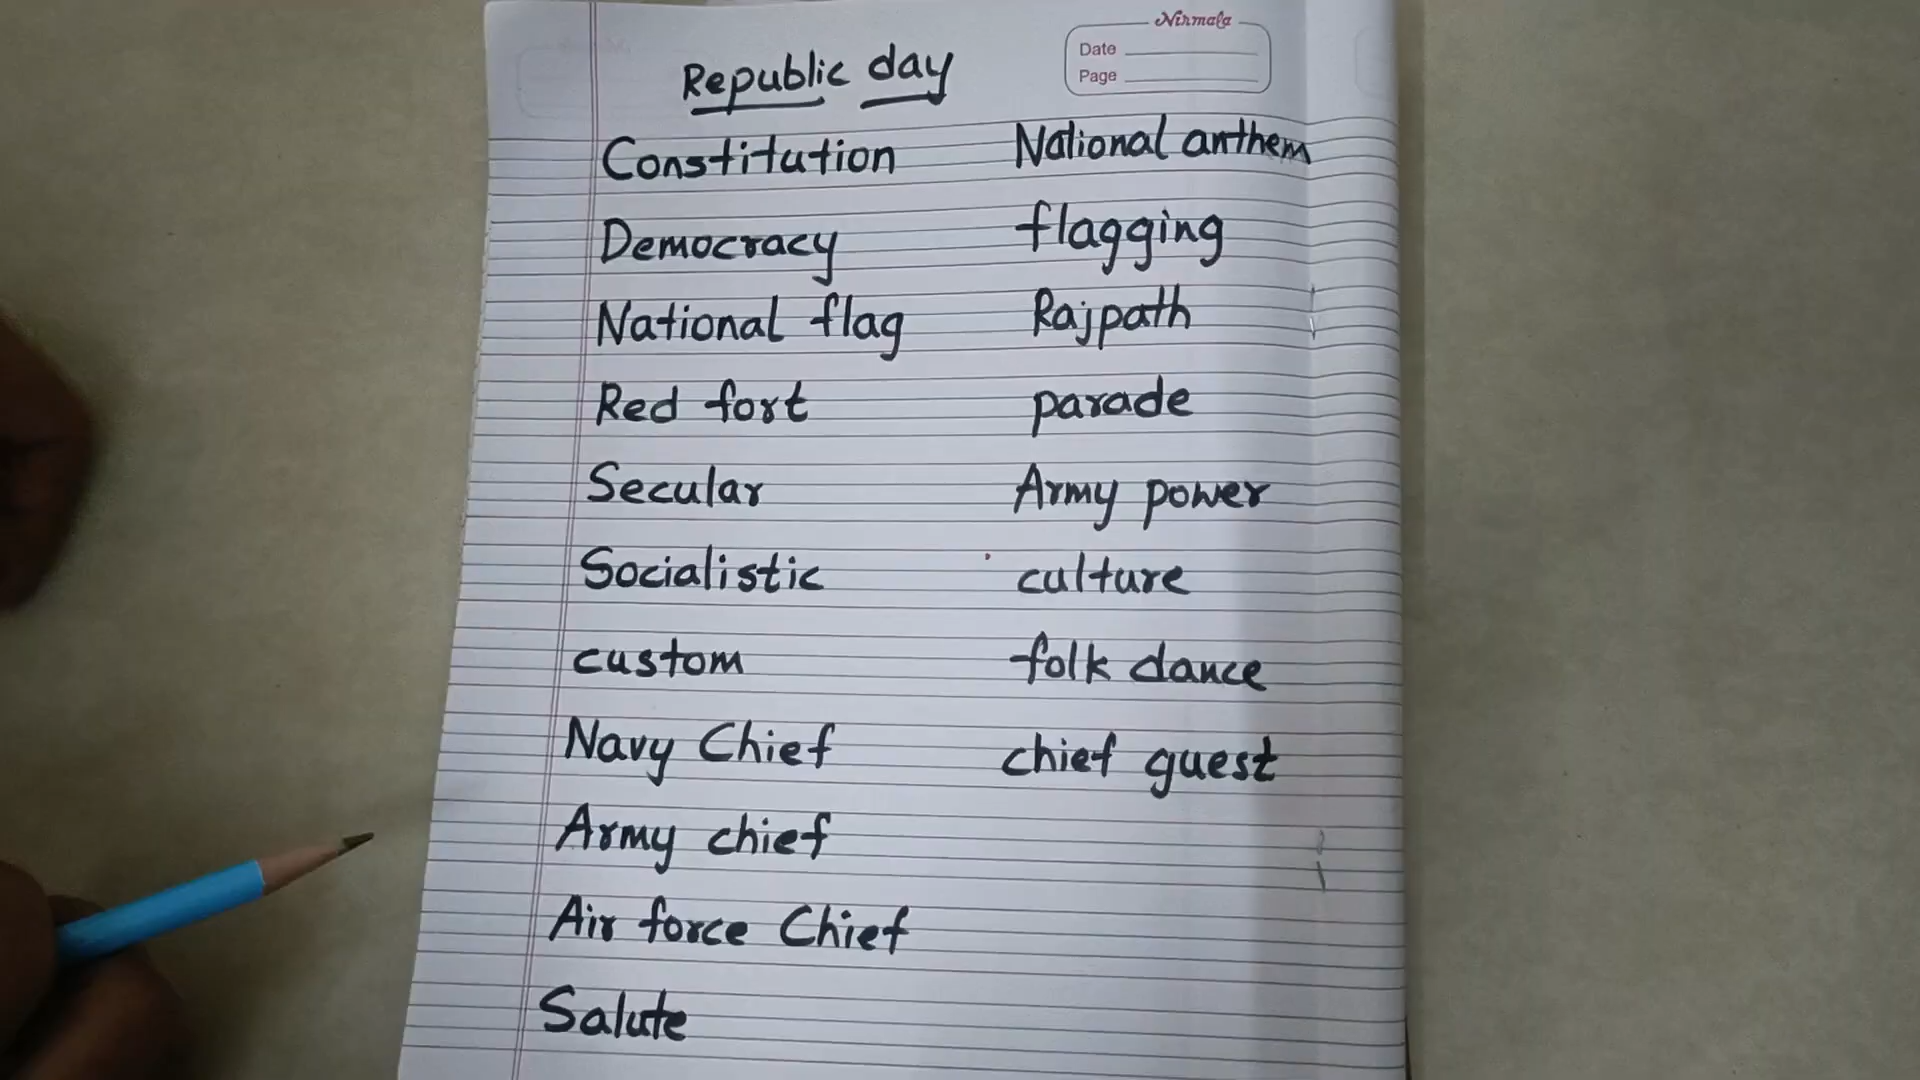 Nirmala
Date
Page
Republic day
Constitution
Democracy
National flag
Red fort
Secular
Socialistic
custom
Navy Chief
Army chief
Air force Chief
Salute
National anthem
flagging
Rajpath
parade
Army power
culture
folk dance
chief guest